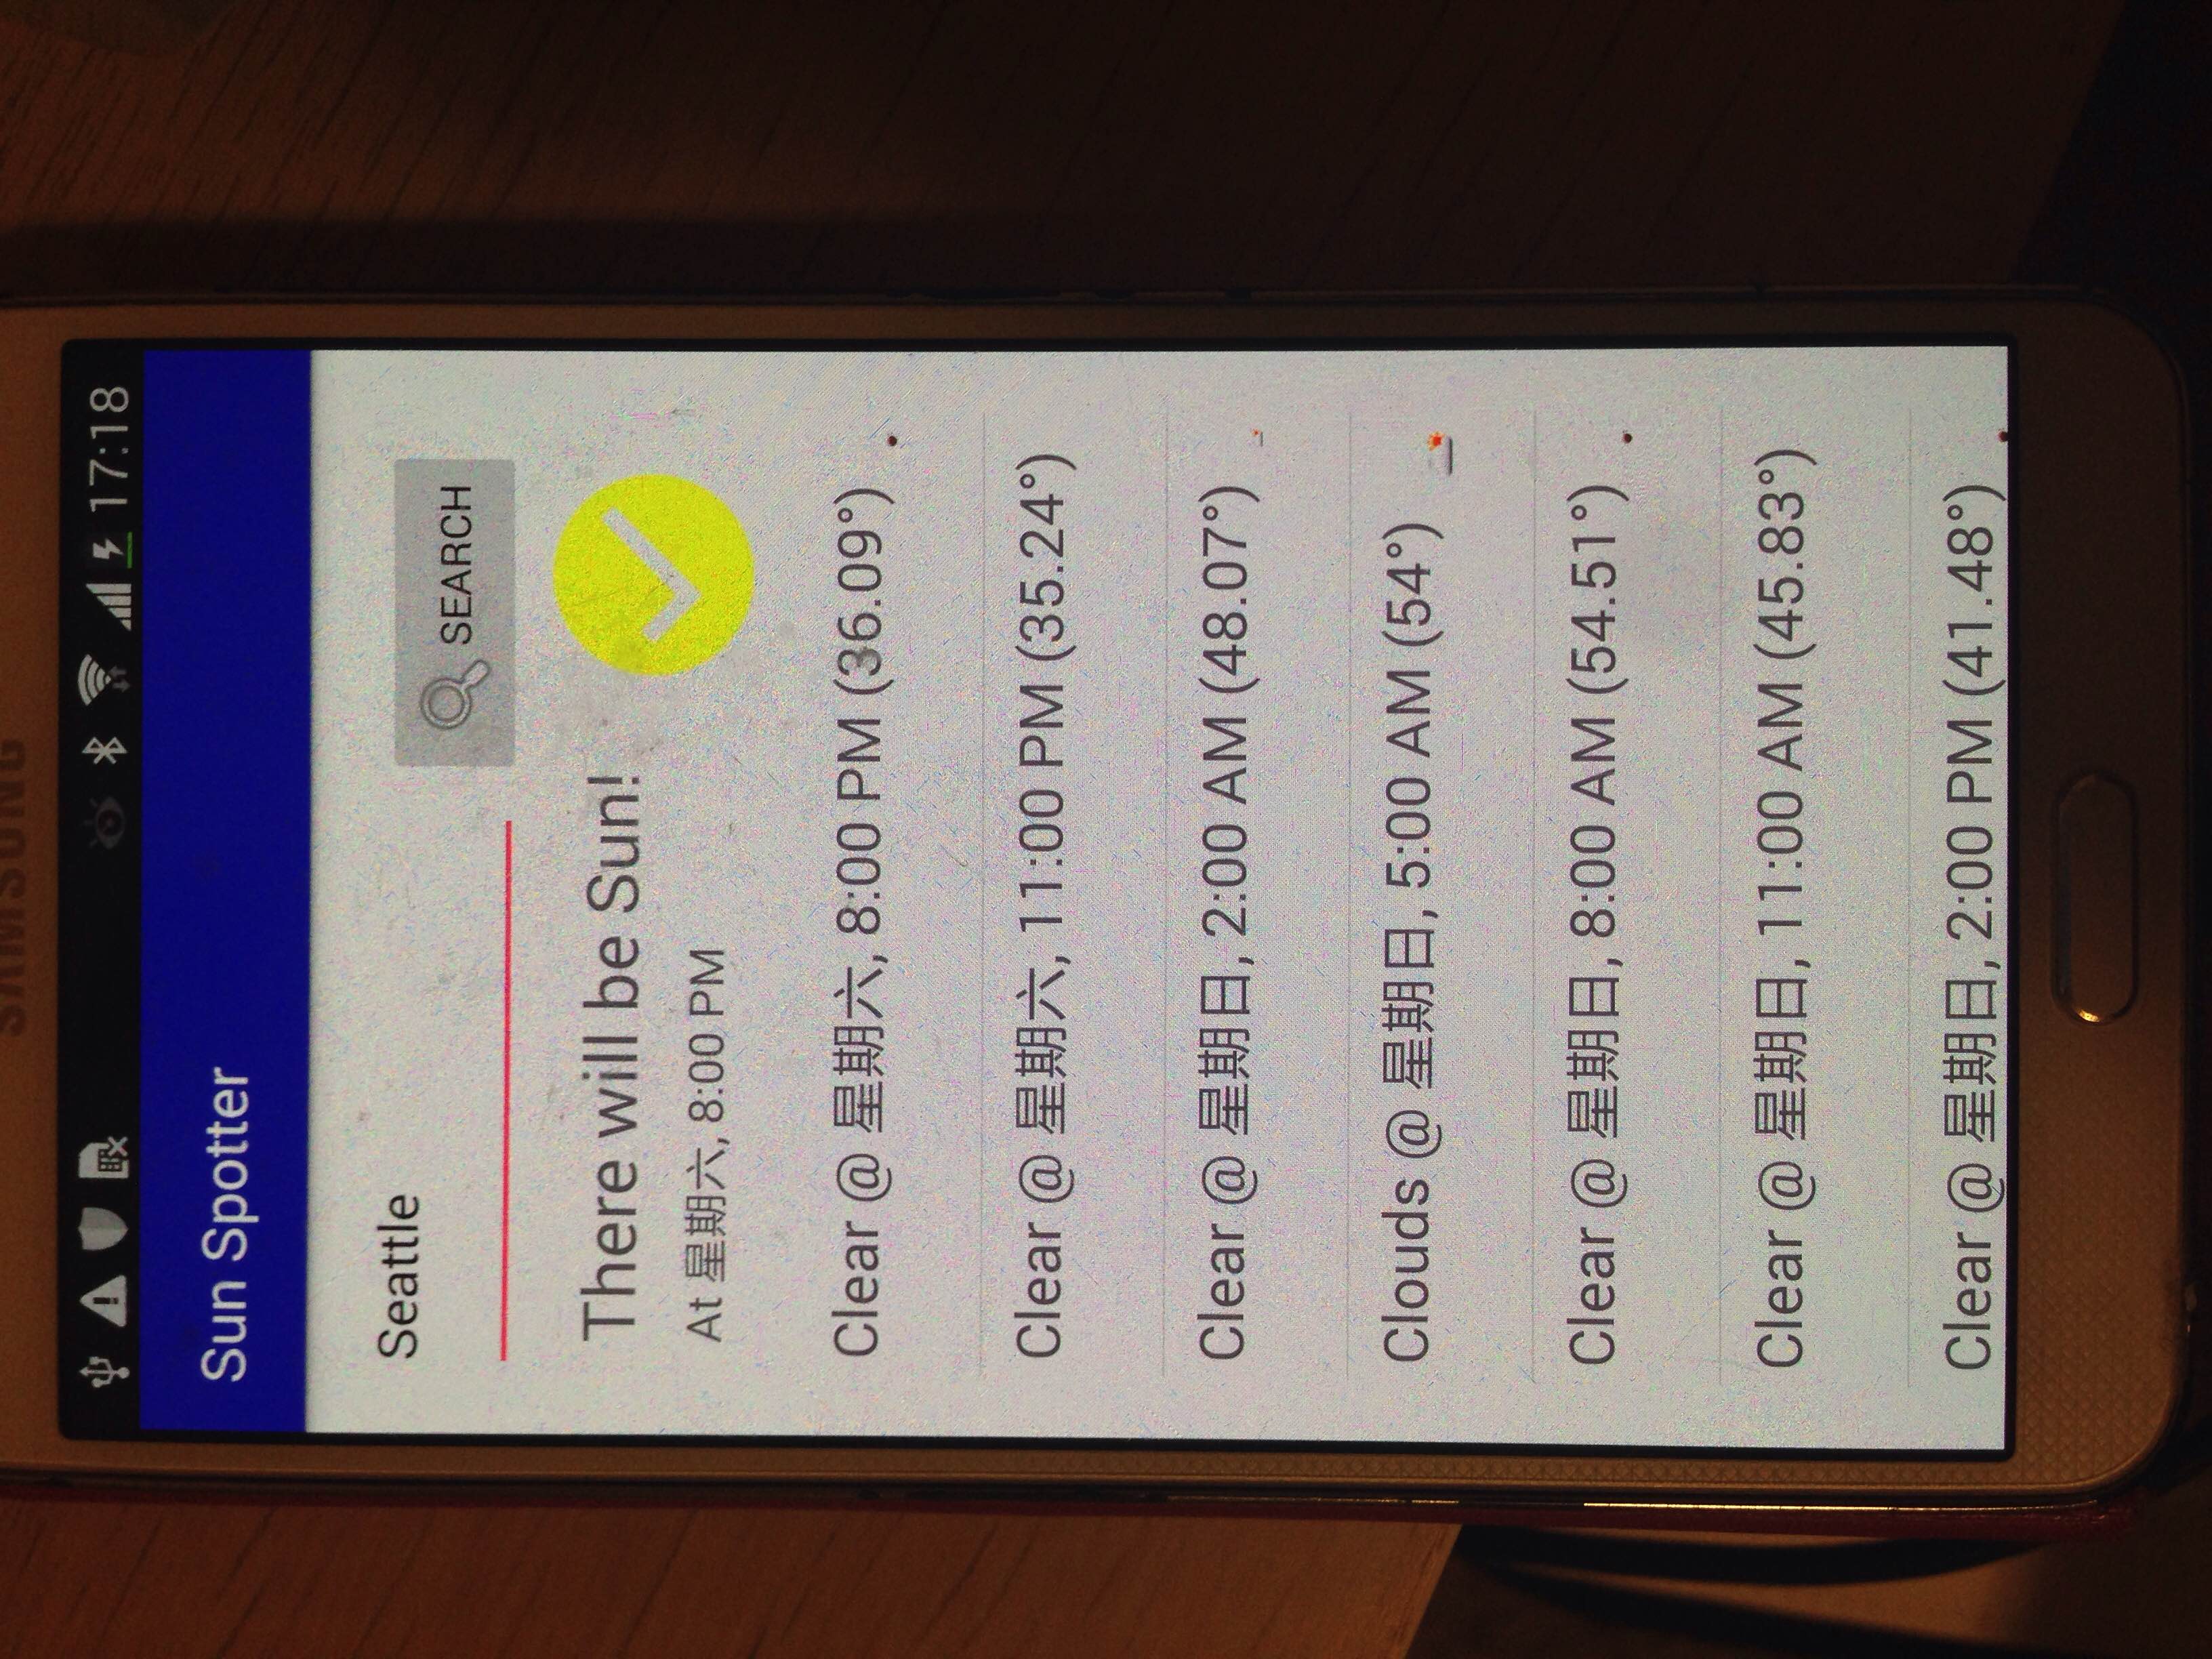 SAMSUNG
17:18
Sun Spotter
Seattle
SEARCH
There will be Sun!
At 星期六, 8:00 PM
Clear @ 星期六, 8:00 PM (36.09°)
Clear @ 星期六, 11:00 PM (35.24°)
Clear @ 星期日, 2:00 AM (48.07°)
Clouds @ 星期日, 5:00 AM (54°)
Clear @ 星期日, 8:00 AM (54.51°)
Clear @ 星期日, 11:00 AM (45.83°)
Clear @ 星期日, 2:00 PM (41.48°)